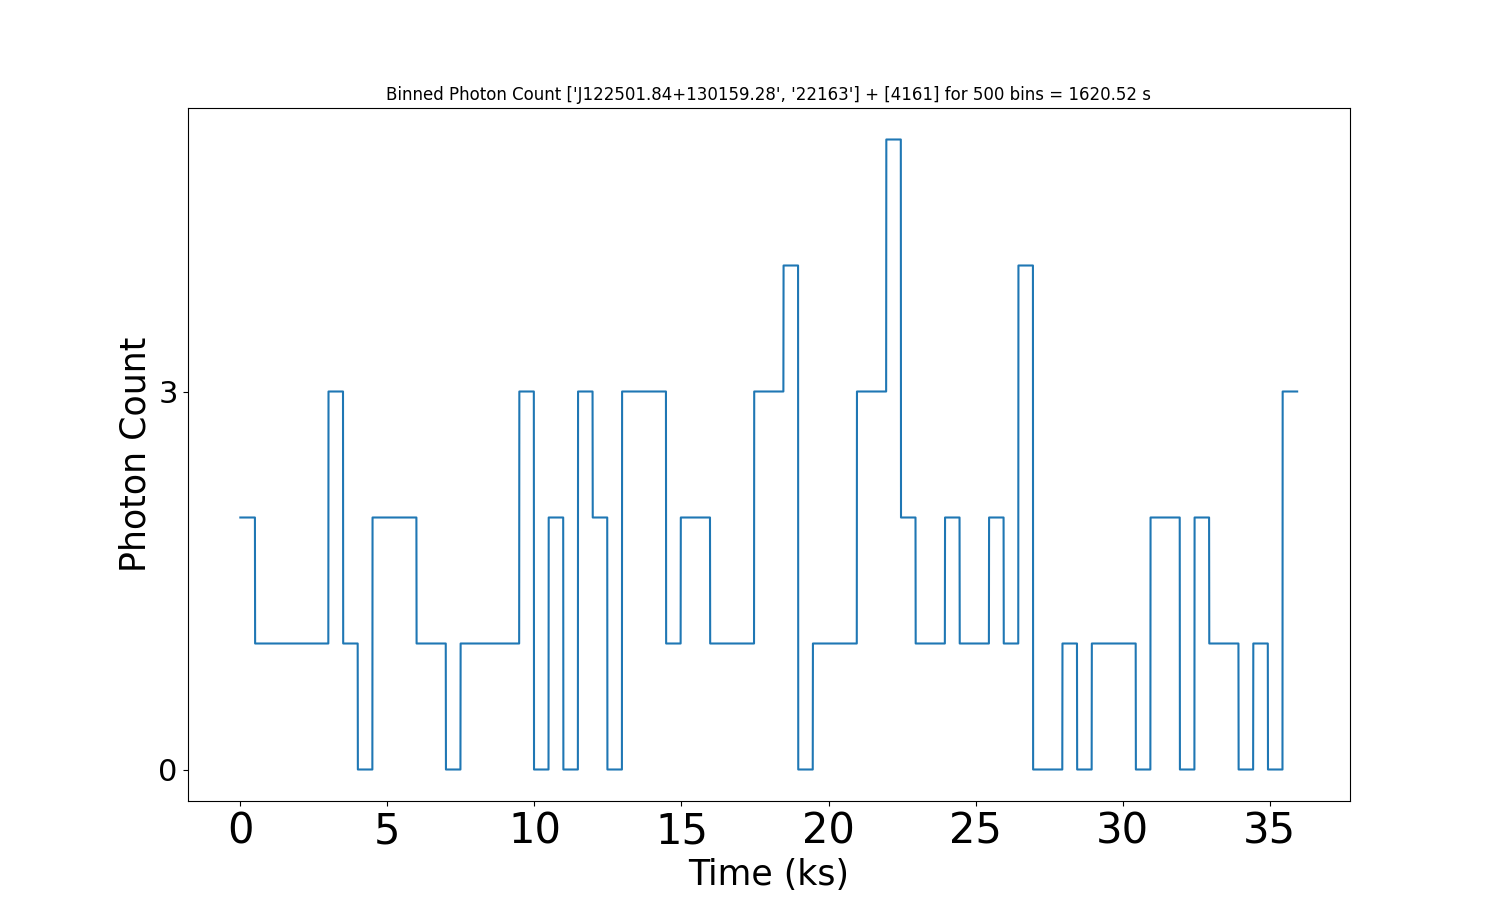 Binned Photon Count ['J122501.84+130159.28', '22163'] + [4161] for 500 bins = 1620.52 s
Photon Count
3
0
0 5 10 15 20 25 30 35
Time (ks)